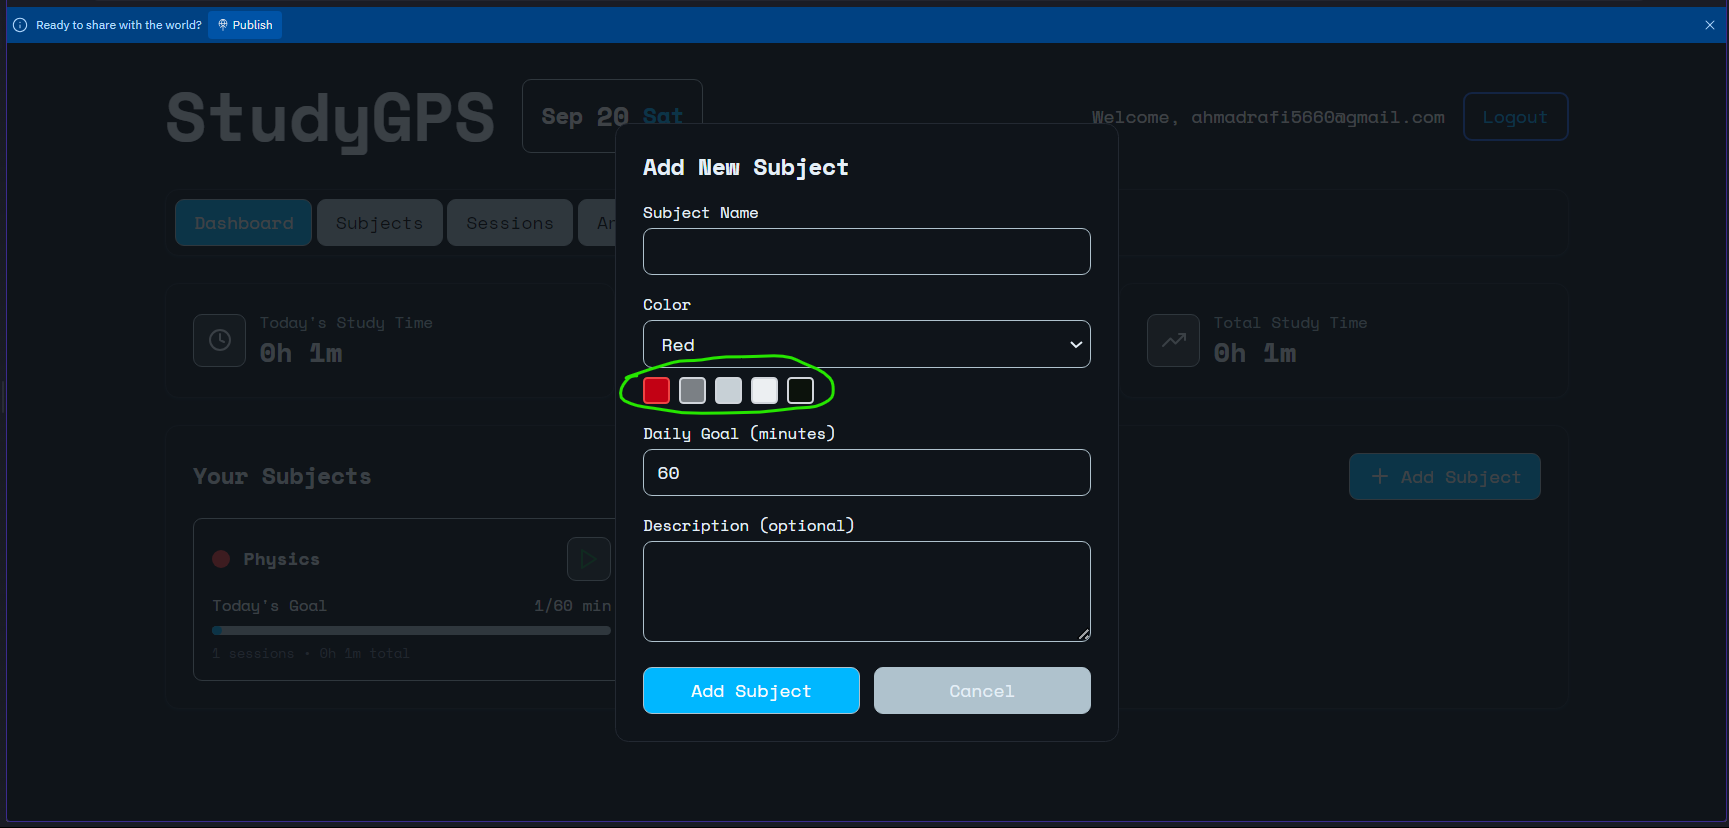 Ready to share with the world? Publish
StudyGPS
Sep 20 Sat
Welcome, ahmadrafi5660@gmail.com
Logout
Dashboard
Subjects
Sessions
An
Today's Study Time
0h 1m
Total Study Time
0h 1m
Your Subjects
Add Subject
Physics
Today's Goal
1/60 min
1 sessions • 0h 1m total
Add New Subject
Subject Name
Color
Red
Daily Goal (minutes)
60
Description (optional)
Add Subject
Cancel